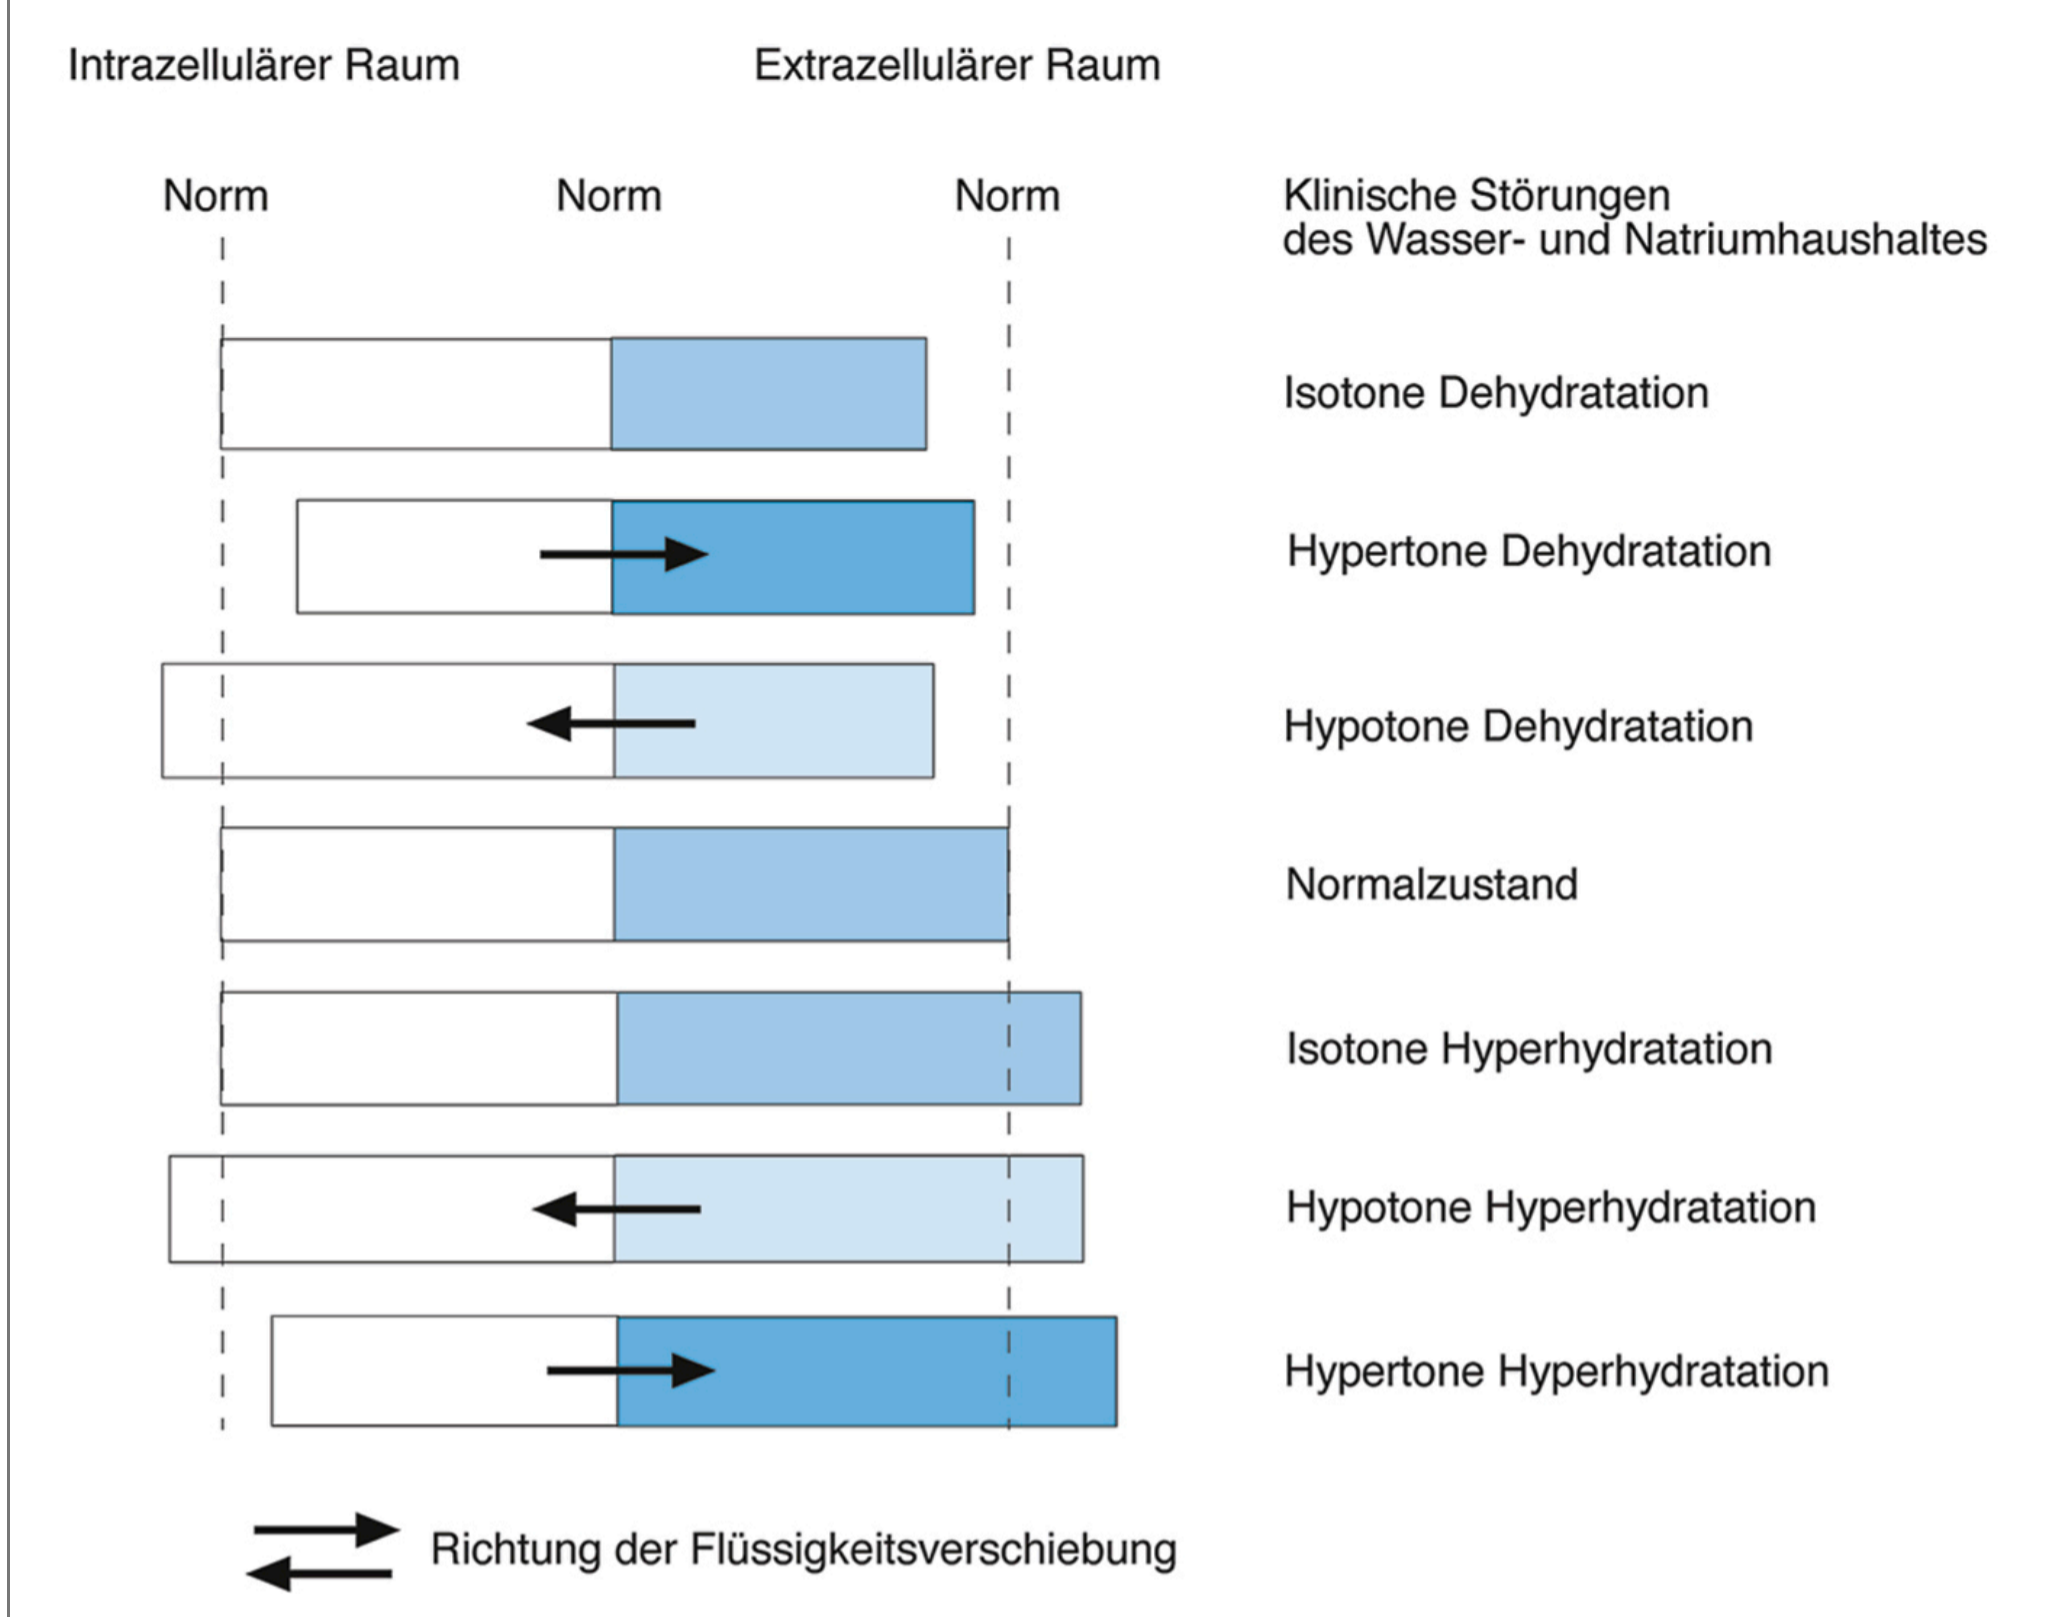 Intrazellulärer Raum
Extrazellulärer Raum
Norm
Norm
Norm
Klinische Störungen
des Wasser- und Natriumhaushaltes
Isotone Dehydratation
Hypertone Dehydratation
Hypotone Dehydratation
Normalzustand
Isotone Hyperhydratation
Hypotone Hyperhydratation
Hypertone Hyperhydratation
Richtung der Flüssigkeitsverschiebung